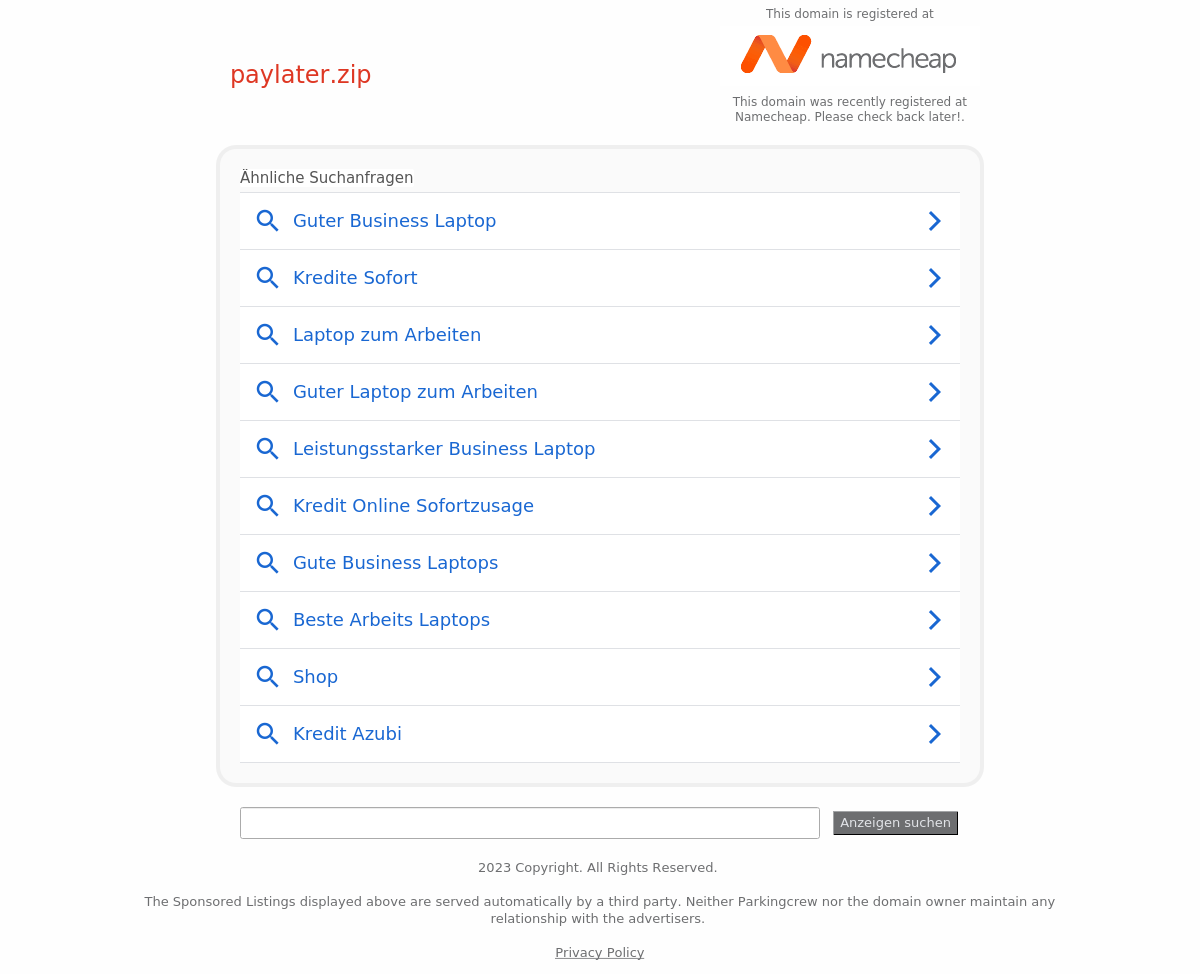 This domain is registered at
namecheap
paylater.zip
This domain was recently registered at
Namecheap. Please check back later!.
Ähnliche Suchanfragen
Guter Business Laptop
Kredite Sofort
Laptop zum Arbeiten
Guter Laptop zum Arbeiten
Leistungsstarker Business Laptop
Kredit Online Sofortzusage
Gute Business Laptops
Beste Arbeits Laptops
Shop
Kredit Azubi
Anzeigen suchen
2023 Copyright. All Rights Reserved.
The Sponsored Listings displayed above are served automatically by a third party. Neither Parkingcrew nor the domain owner maintain any
relationship with the advertisers.
Privacy Policy